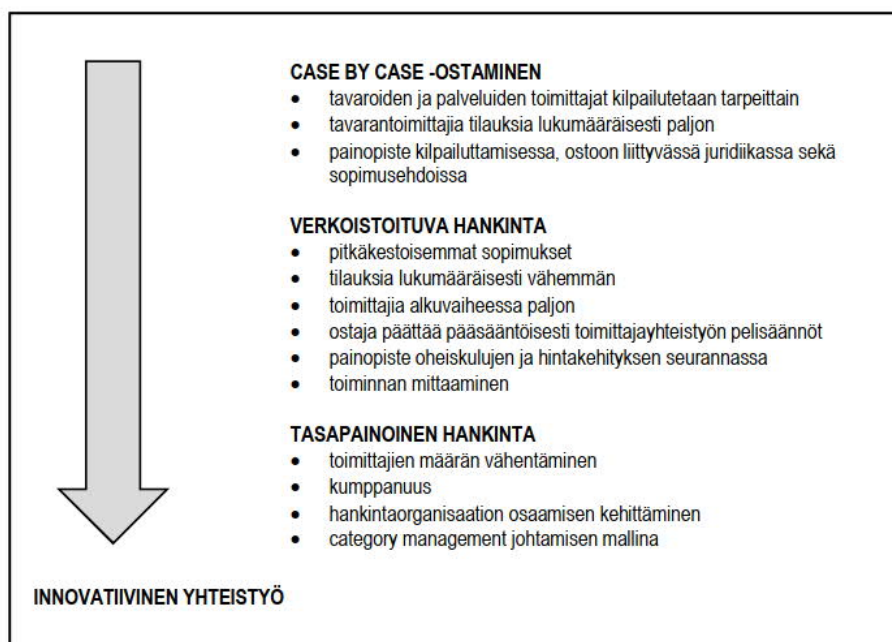 CASE BY CASE -OSTAMINEN
• tavaroiden ja palveluiden toimittajat kilpailutetaan tarpeittain
• tavarantoimittajia tilauksia lukumääräisesti paljon
• painopiste kilpailuttamisessa, ostoon liittyvässä juridiikassa sekä
sopimusehdoissa
VERKOISTOITUVA HANKINTA
• pitkäkestoisemmat sopimukset
• tilauksia lukumääräisesti vähemmän
• toimittajia alkuvaiheessa paljon
• ostaja päättää pääsääntöisesti toimittajayhteistyön pelisäännöt
• painopiste oheiskulujen ja hintakehityksen seurannassa
• toiminnan mittaaminen
TASAPAINOINEN HANKINTA
• toimittajien määrän vähentäminen
• kumppanuus
• hankintaorganisaation osaamisen kehittäminen
• category management johtamisen mallina
INNOVATIIVINEN YHTEISTYÖ